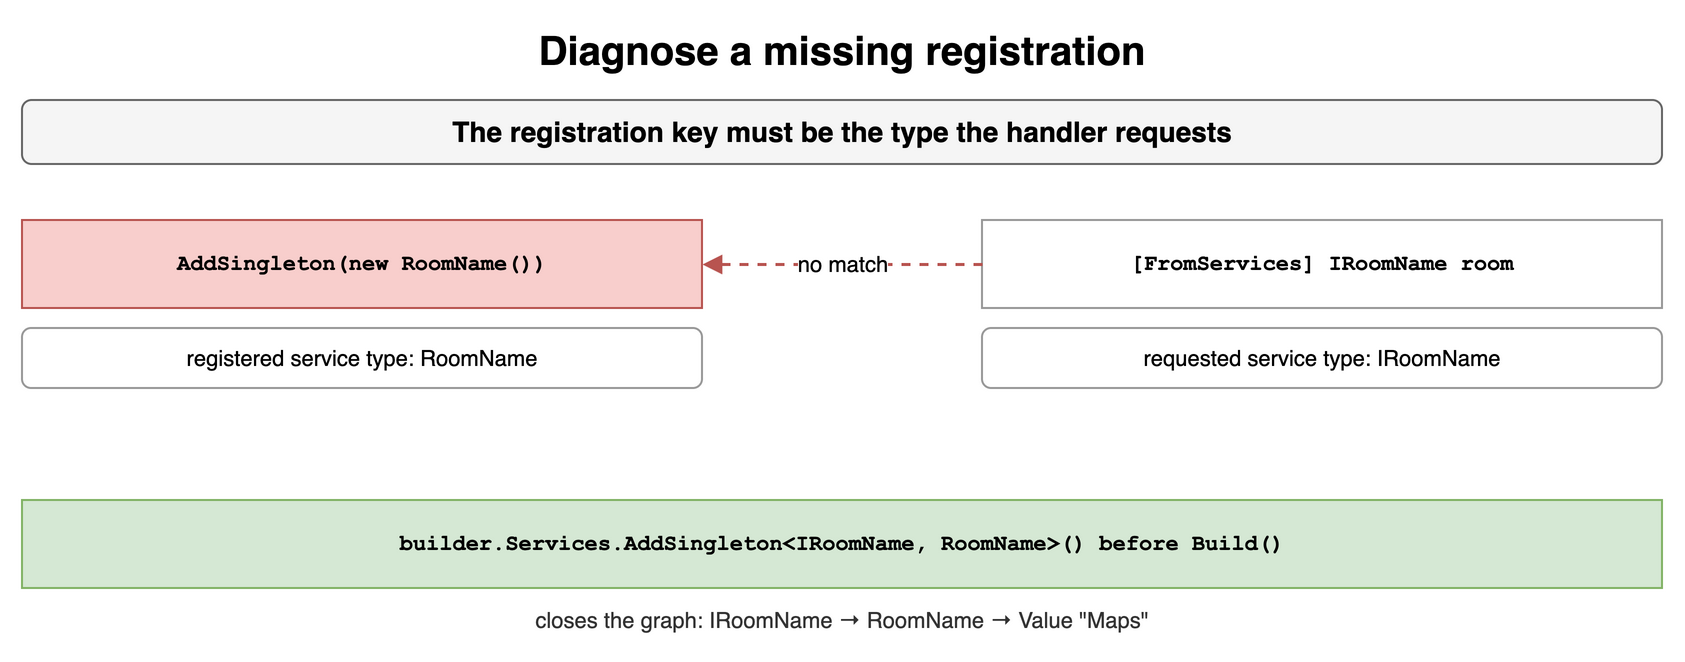 Diagnose a missing registration
The registration key must be the type the handler requests
AddSingleton(new RoomName())
no match
[FromServices] IRoomName room
registered service type: RoomName
requested service type: IRoomName
builder.Services.AddSingleton<IRoomName, RoomName>() before Build()
closes the graph: IRoomName → RoomName → Value "Maps"